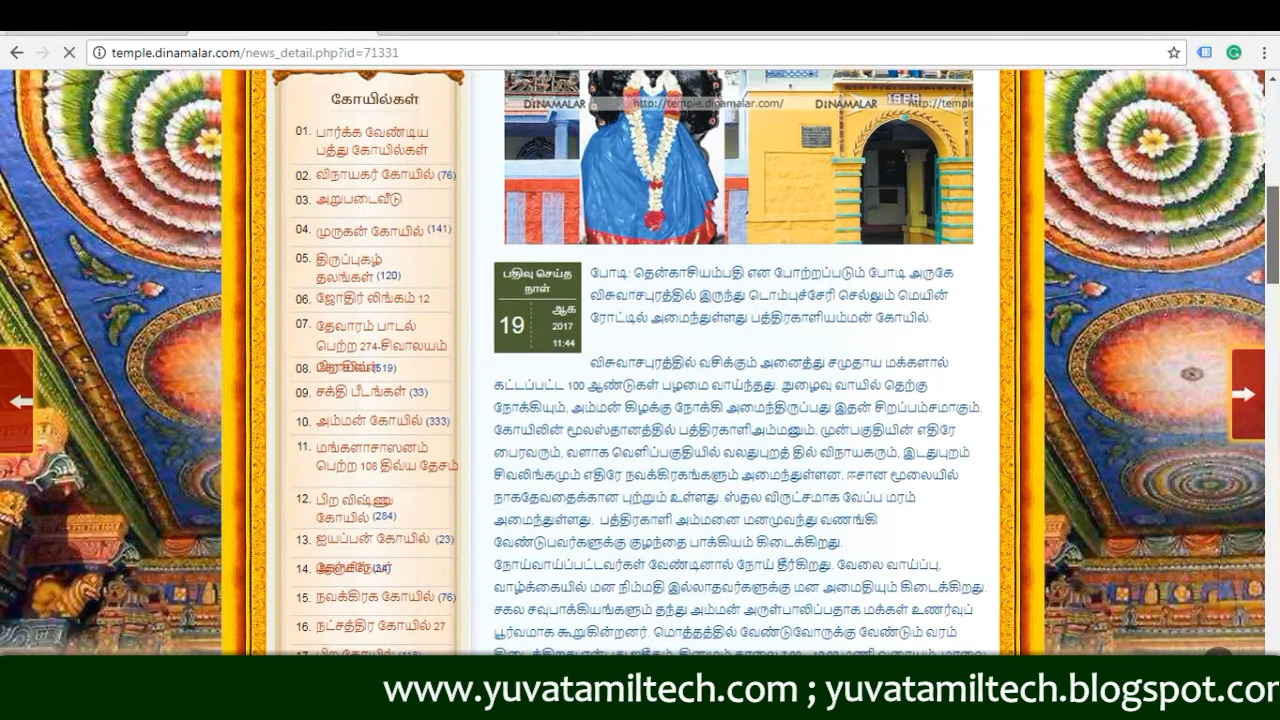 temple.dinamalar.com/news_detail.php?id=71331
கோயில்கள்
01. பார்க்க வேண்டிய
பத்து கோயில்கள்
02. விநாயகர் கோயில் (76)
03. அறுபடைவீடு
04. முருகன் கோயில் (141)
05. திருப்புகழ்
தலங்கள் (120)
06. ஜோதிர் லிங்கம் 12
07. தேவாரம் பாடல்
பெற்ற 274-சிவாலயம்
08. (519)
09. சக்தி பீடங்கள் (33)
10. அம்மன் கோயில் (333)
11. மங்களாசாஸனம்
பெற்ற 108 திவ்ய தேசம்
12. பிற விஷ்ணு
கோயில் (284)
13. ஐயப்பன் கோயில் (23)
14.
15. நவக்கிரக கோயில் (76)
16. நட்சத்திர கோயில் 27
DINAMALAR http://temple.dinamalar.com/ DINAMALAR http://temple
1988
பதிவு செய்த
நாள்
19
ஆக
2017
11:44
போடி: தென்காசியம்பதி என போற்றப்படும் போடி அருகே
விசுவாசபுரத்தில் இருந்து டொம்புச்சேரி செல்லும் மெயின்
ரோட்டில் அமைந்துள்ளது பத்திரகாளியம்மன் கோயில்.
விசுவாசபுரத்தில் வசிக்கும் அனைத்து சமுதாய மக்களால்
கட்டப்பட்ட 100 ஆண்டுகள் பழமை வாய்ந்தது. நுழைவு வாயில் தெற்கு
நோக்கியும், அம்மன் கிழக்கு நோக்கி அமைந்திருப்பது இதன் சிறப்பம்சமாகும்.
கோயிலின் மூலஸ்தானத்தில் பத்திரகாளிஅம்மனும், முன்பகுதியின் எதிரே
பைரவரும், வளாக வெளிப்பகுதியில் வலதுபுறத் தில் விநாயகரும், இடதுபுறம்
சிவலிங்கமும் எதிரே நவக்கிரகங்களும் அமைந்துள்ளன. ஈசான மூலையில்
நாகதேவதைக்கான புற்றும் உள்ளது. ஸ்தல விருட்சமாக வேப்ப மரம்
அமைந்துள்ளது. பத்திரகாளி அம்மனை மனமுவந்து வணங்கி
வேண்டுபவர்களுக்கு குழந்தை பாக்கியம் கிடைக்கிறது.
நோய்வாய்ப்பட்டவர்கள் வேண்டினால் நோய் தீர்கிறது. வேலை வாய்ப்பு,
வாழ்க்கையில் மன நிம்மதி இல்லாதவர்களுக்கு மன அமைதியும் கிடைக்கிறது.
சகல சவுபாக்கியங்களும் தந்து அம்மன் அருள்பாலிப்பதாக மக்கள் உணர்வுப்
பூர்வமாக கூறுகின்றனர். மொத்தத்தில் வேண்டுவோருக்கு வேண்டும் வரம்
www.yuvatamiltech.com ; yuvatamiltech.blogspot.co